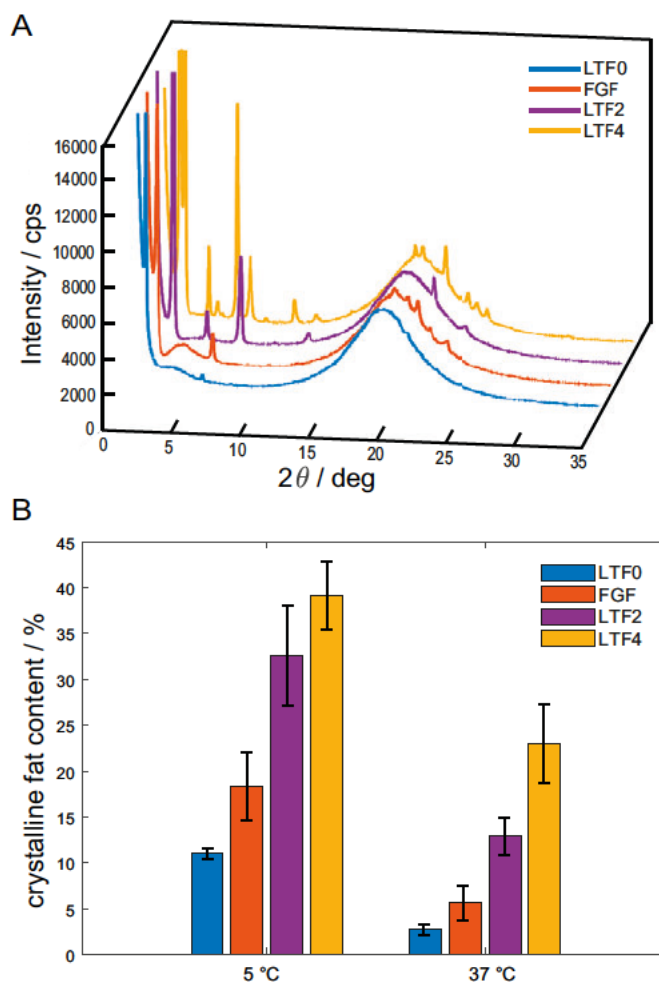 A
LTF0
FGF
LTF2
LTF4
16000
14000
12000
10000
8000
6000
4000
2000
0
Intensity / cps
0 5 10 15 20 25 30 35
2θ / deg
B
45
40
35
30
25
20
15
10
5
0
crystalline fat content / %
LTF0
FGF
LTF2
LTF4
5 °C 37 °C